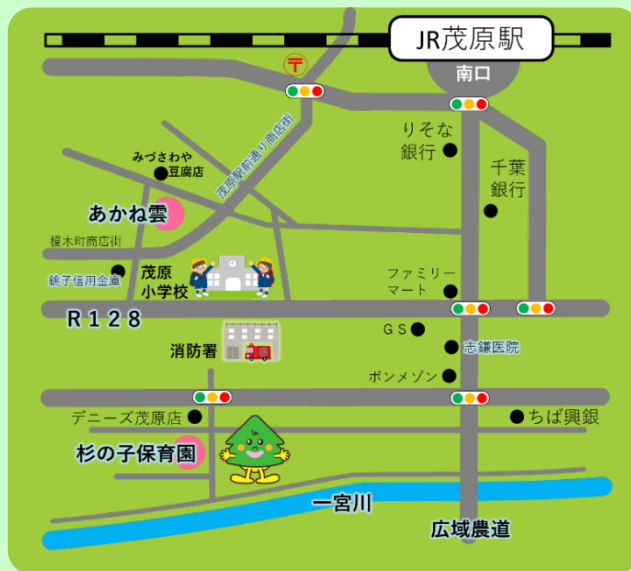 JR茂原駅
南口
〒
りそな
銀行
千葉
銀行
茂原駅前通り商店街
みづさわや
豆腐店
あかね雲
榎木町商店街
銚子信用金庫
茂原
小学校
ファミリー
マート
R128
GS
志鎌医院
消防署
ボンメゾン
デニーズ茂原店
ちば興銀
杉の子保育園
一宮川
広域農道